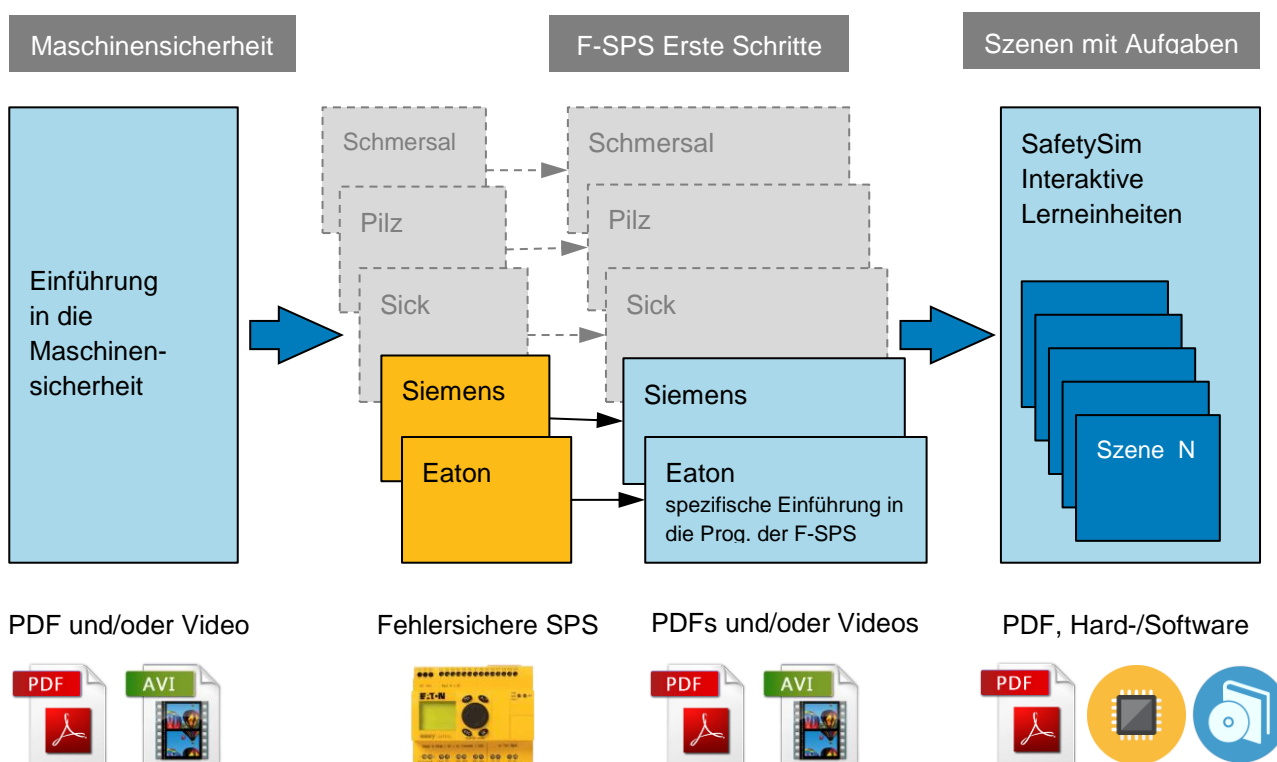 Maschinensicherheit
F-SPS Erste Schritte
Szenen mit Aufgaben
Einführung
in die
Maschinen-
sicherheit
Schmersal
Pilz
Sick
Siemens
Eaton
Schmersal
Pilz
Sick
Siemens
Eaton
spezifische Einführung in
die Prog. der F-SPS
SafetySim
Interaktive
Lerneinheiten
Szene N
PDF und/oder Video
Fehlersichere SPS
PDFs und/oder Videos
PDF, Hard-/Software
PDF
AVI
E·T·N
PDF
AVI
PDF